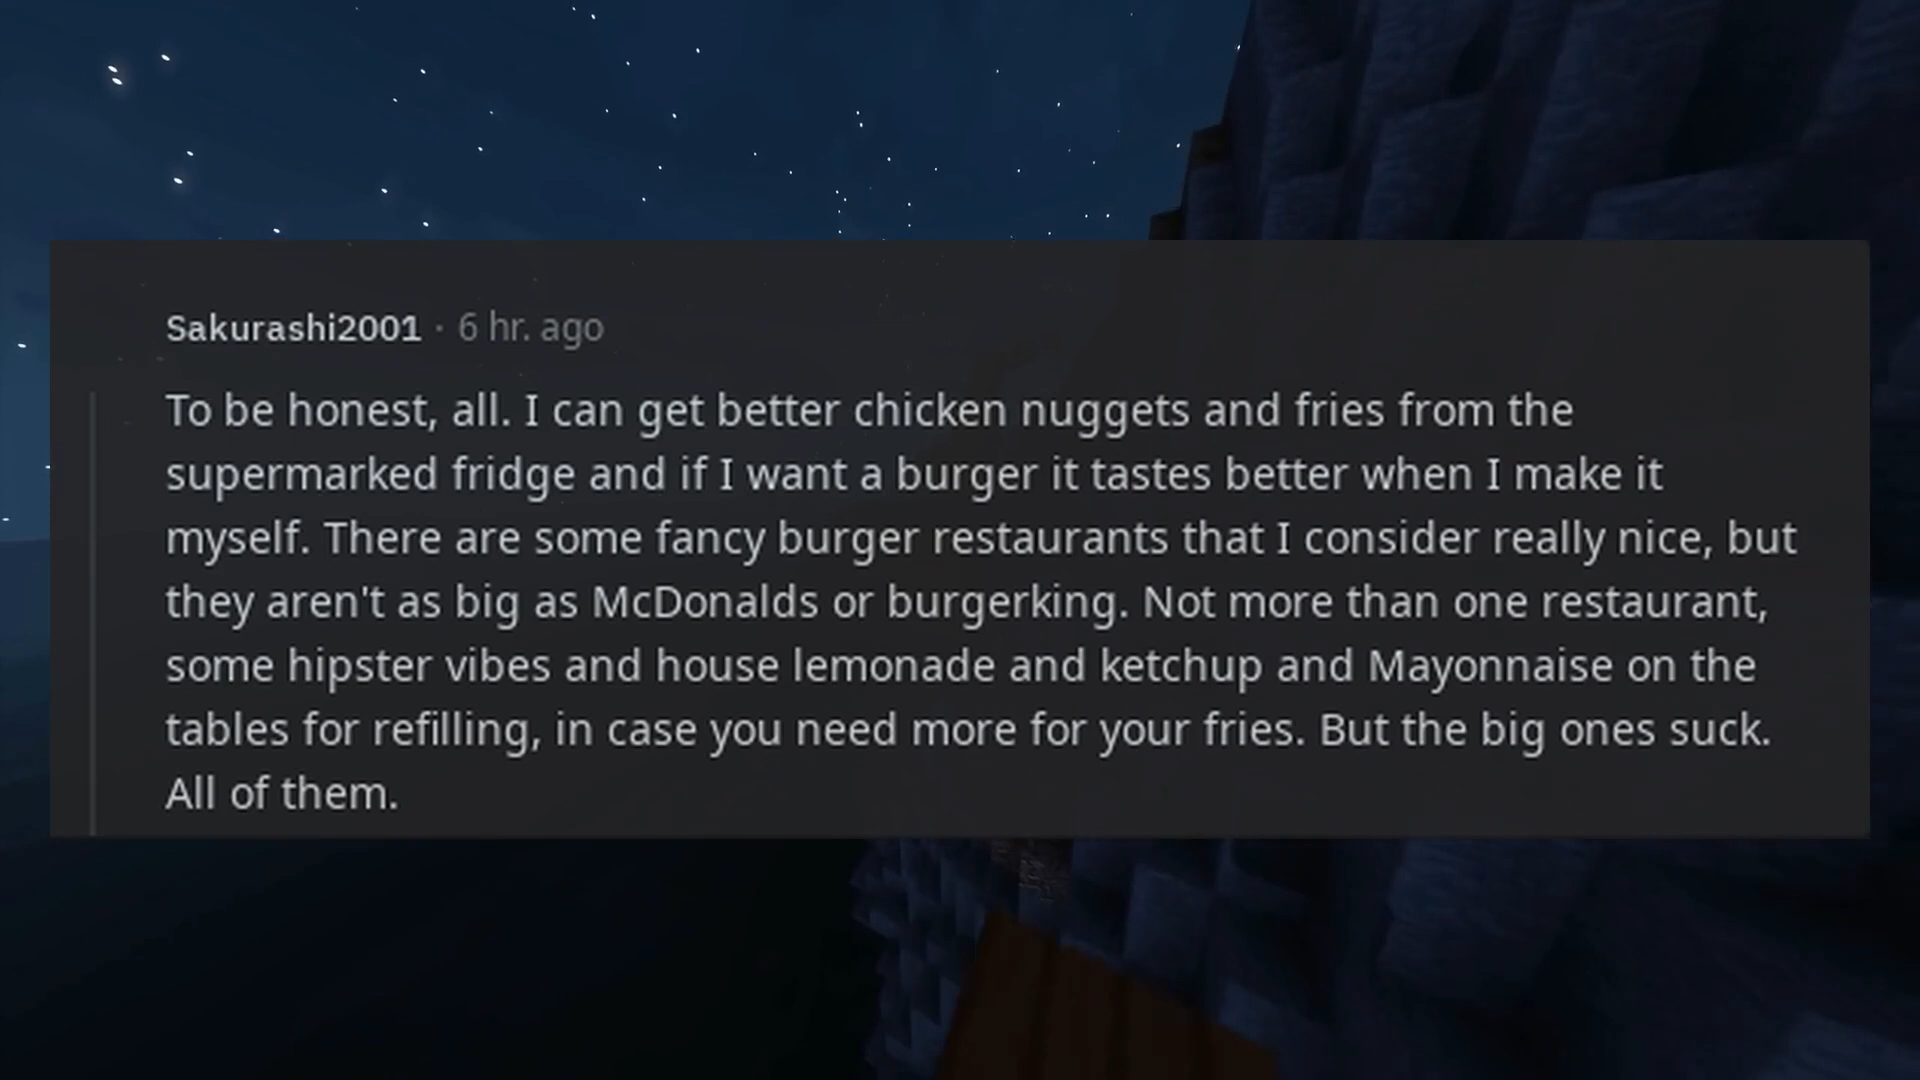 Sakurashi2001 · 6 hr. ago
To be honest, all. I can get better chicken nuggets and fries from the
supermarked fridge and if I want a burger it tastes better when I make it
myself. There are some fancy burger restaurants that I consider really nice, but
they aren't as big as McDonalds or burgerking. Not more than one restaurant,
some hipster vibes and house lemonade and ketchup and Mayonnaise on the
tables for refilling, in case you need more for your fries. But the big ones suck.
All of them.